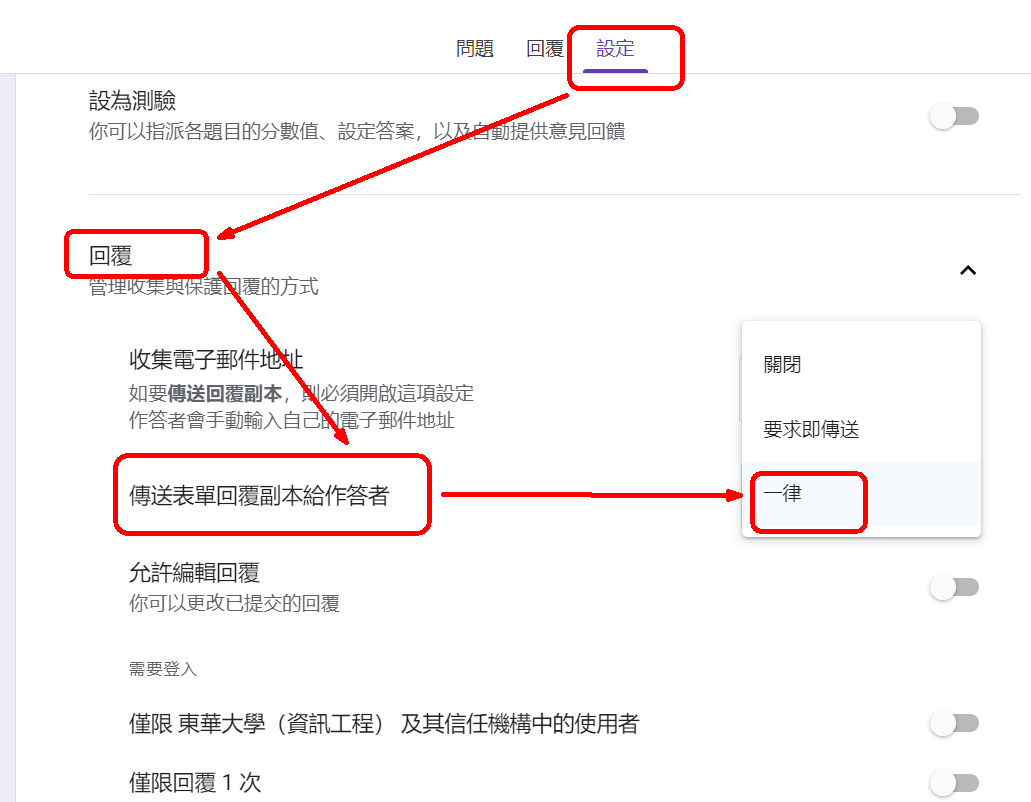 問題 回覆 設定
設為測驗
你可以指派各題目的分數值、設定答案，以及自動提供意見回饋
回覆
管理收集與保護回覆的方式
收集電子郵件地址
如要傳送回覆副本，則必須開啟這項設定
作答者會手動輸入自己的電子郵件地址
關閉
要求即傳送
傳送表單回覆副本給作答者
一律
允許編輯回覆
你可以更改已提交的回覆
需要登入
僅限 東華大學（資訊工程） 及其信任機構中的使用者
僅限回覆 1 次